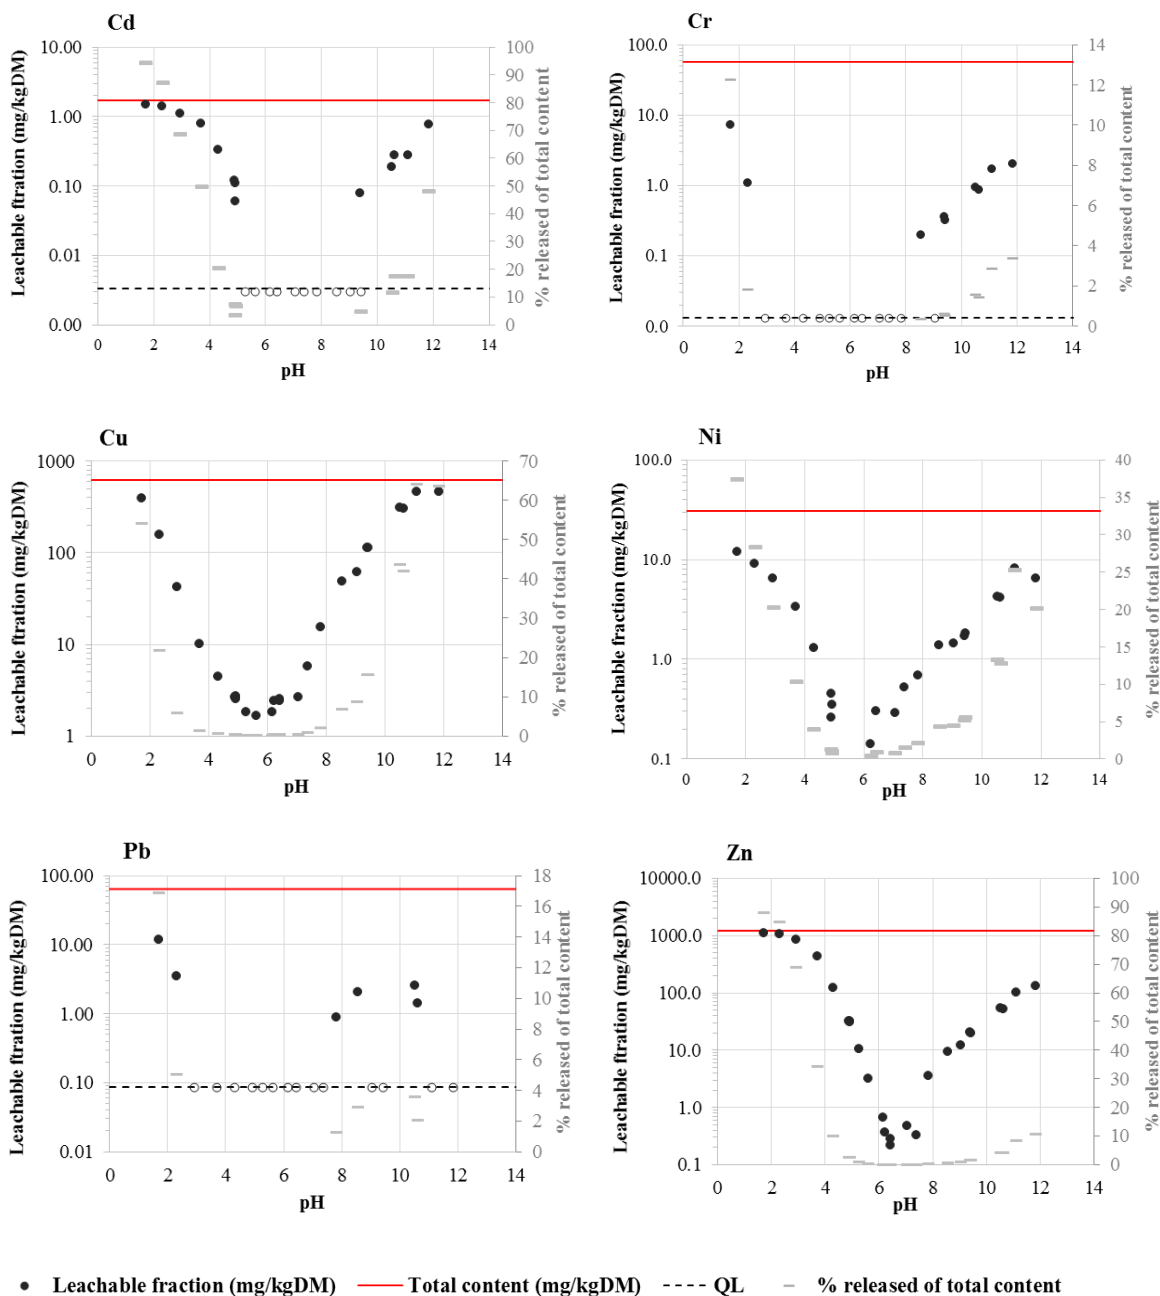 Cd
Leachable ftration (mg/kgDM)
10.00
1.00
0.10
0.01
0.00
100
90
80
70
60
50
40
30
20
10
0
% released of total content
0 2 4 6 8 10 12 14
pH
Cr
Leachable fration (mg/kgDM)
100.0
10.0
1.0
0.1
0.0
14
12
10
8
6
4
2
0
% released of total content
0 2 4 6 8 10 12 14
pH
Cu
Leachable ftration (mg/kgDM)
1000
100
10
1
70
60
50
40
30
20
10
0
% released of total content
0 2 4 6 8 10 12 14
pH
Ni
Leachable fraction (mg/kgDM)
100.0
10.0
1.0
0.1
40
35
30
25
20
15
10
5
0
% released of total content
0 2 4 6 8 10 12 14
pH
Pb
Leachable ftration (mg/kgDM)
100.00
10.00
1.00
0.10
0.01
18
16
14
12
10
8
6
4
2
0
% released of total content
0 2 4 6 8 10 12 14
pH
Zn
Leachable ftration (mg/kgDM)
10000.0
1000.0
100.0
10.0
1.0
0.1
100
90
80
70
60
50
40
30
20
10
0
% released of total content
0 2 4 6 8 10 12 14
pH
Leachable fraction (mg/kgDM) Total content (mg/kgDM) QL % released of total content